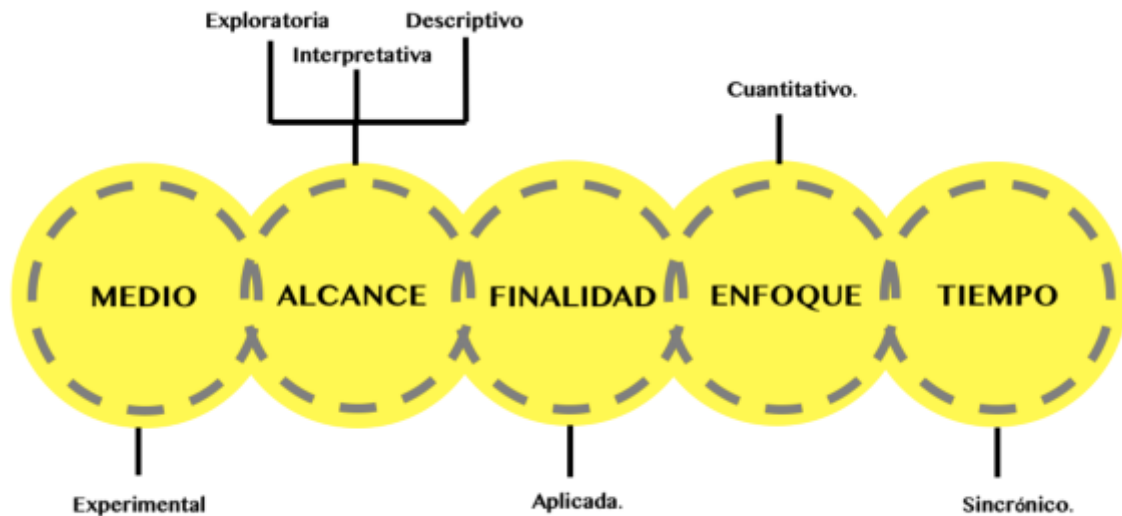 Exploratoria
Descriptivo
Interpretativa
Cuantitativo.
MEDIO
ALCANCE
FINALIDAD
ENFOQUE
TIEMPO
Experimental
Aplicada.
Sincrónico.